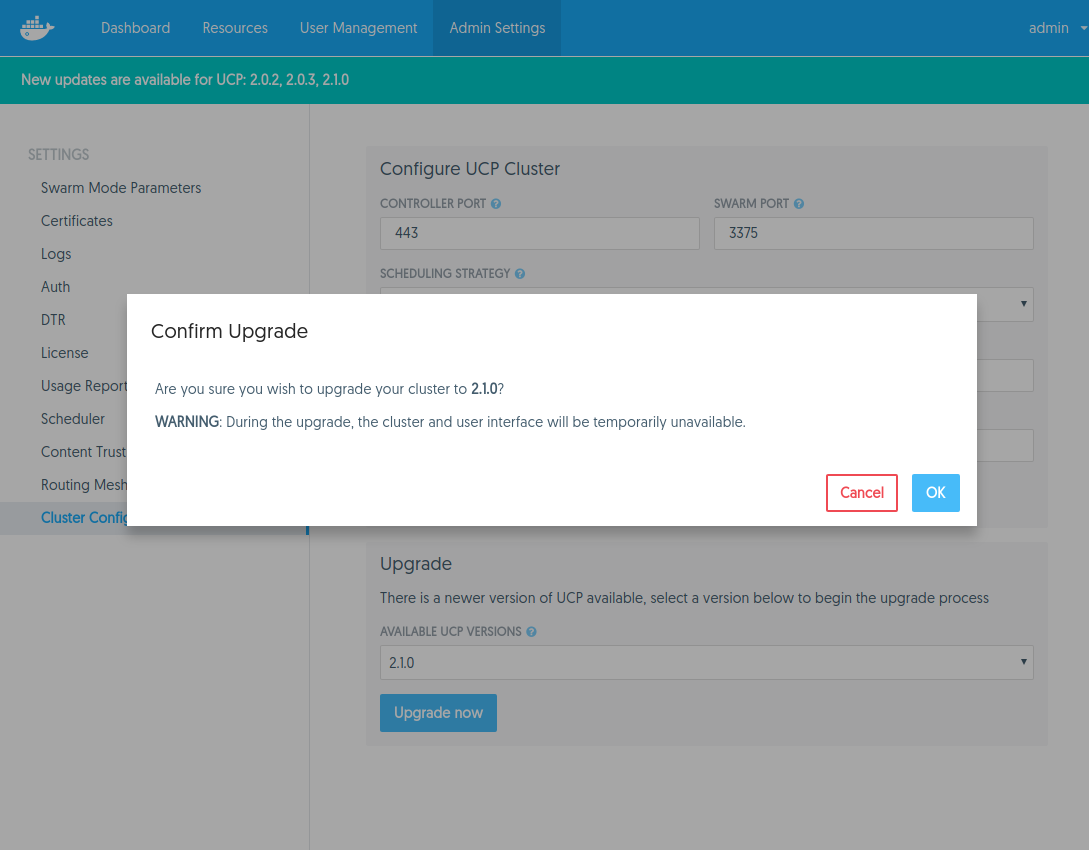 Dashboard
Resources
User Management
Admin Settings
admin
New updates are available for UCP: 2.0.2, 2.0.3, 2.1.0
SETTINGS
Swarm Mode Parameters
Certificates
Logs
Auth
DTR
License
Usage Report
Scheduler
Content Trust
Routing Mesh
Cluster Config
Configure UCP Cluster
CONTROLLER PORT
SWARM PORT
443
3375
SCHEDULING STRATEGY
Confirm Upgrade
Are you sure you wish to upgrade your cluster to 2.1.0?
WARNING: During the upgrade, the cluster and user interface will be temporarily unavailable.
Cancel
OK
Upgrade
There is a newer version of UCP available, select a version below to begin the upgrade process
AVAILABLE UCP VERSIONS
2.1.0
Upgrade now